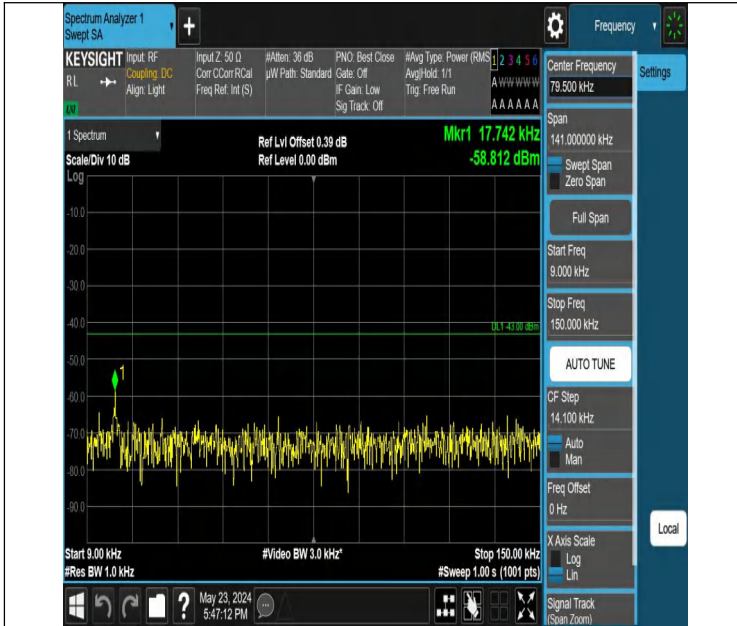 Spectrum Analyzer 1
Swept SA
+
Frequency
KEYSIGHT
RL
Input: RF
Coupling: DC
Align: Light
Input Z: 50 Ω
Corr CCorr RCal
Freq Ref: Int (S)
#Atten: 36 dB
µW Path: Standard
PNO: Best Close
Gate: Off
IF Gain: Low
Sig Track: Off
#Avg Type: Power (RMS
Avg|Hold: 1/1
Trig: Free Run
1 2 3 4 5 6
A W W W W W
A A A A A A
1 Spectrum
Scale/Div 10 dB
Ref Lvl Offset 0.39 dB
Ref Level 0.00 dBm
Mkr1 17.742 kHz
-58.812 dBm
Log
-10.0
-20.0
-30.0
-40.0
-50.0
-60.0
-70.0
-80.0
-90.0
DL1 -43.00 dBm
1
Start 9.00 kHz
#Res BW 1.0 kHz
#Video BW 3.0 kHz*
Stop 150.00 kHz
#Sweep 1.00 s (1001 pts)
Center Frequency
79.500 kHz
Settings
Span
141.000000 kHz
Swept Span
Zero Span
Full Span
Start Freq
9.000 kHz
Stop Freq
150.000 kHz
AUTO TUNE
CF Step
14.100 kHz
Auto
Man
Freq Offset
0 Hz
X Axis Scale
Log
Lin
Local
Signal Track
(Span Zoom)
?
May 23, 2024
5:47:12 PM